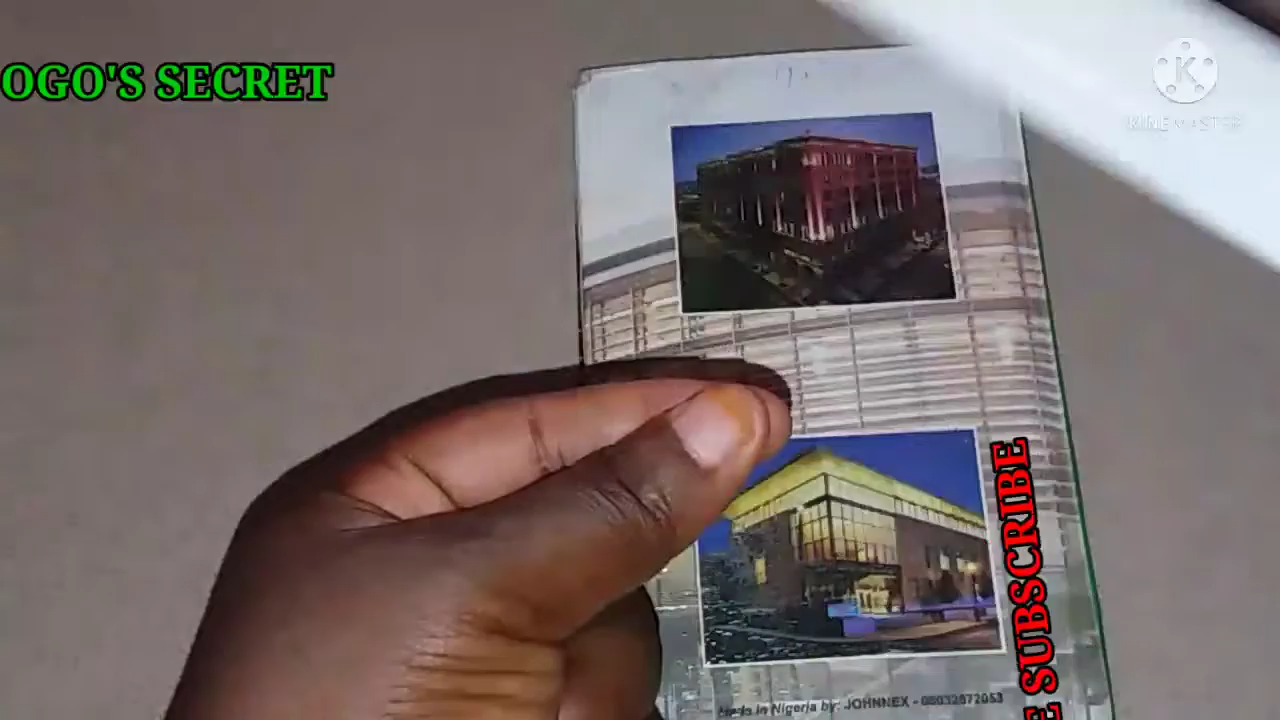 OGO'S SECRET
K
KINEMASTER
E SUBSCRIBE
Made in Nigeria by: JOHNNEX - 08032872053